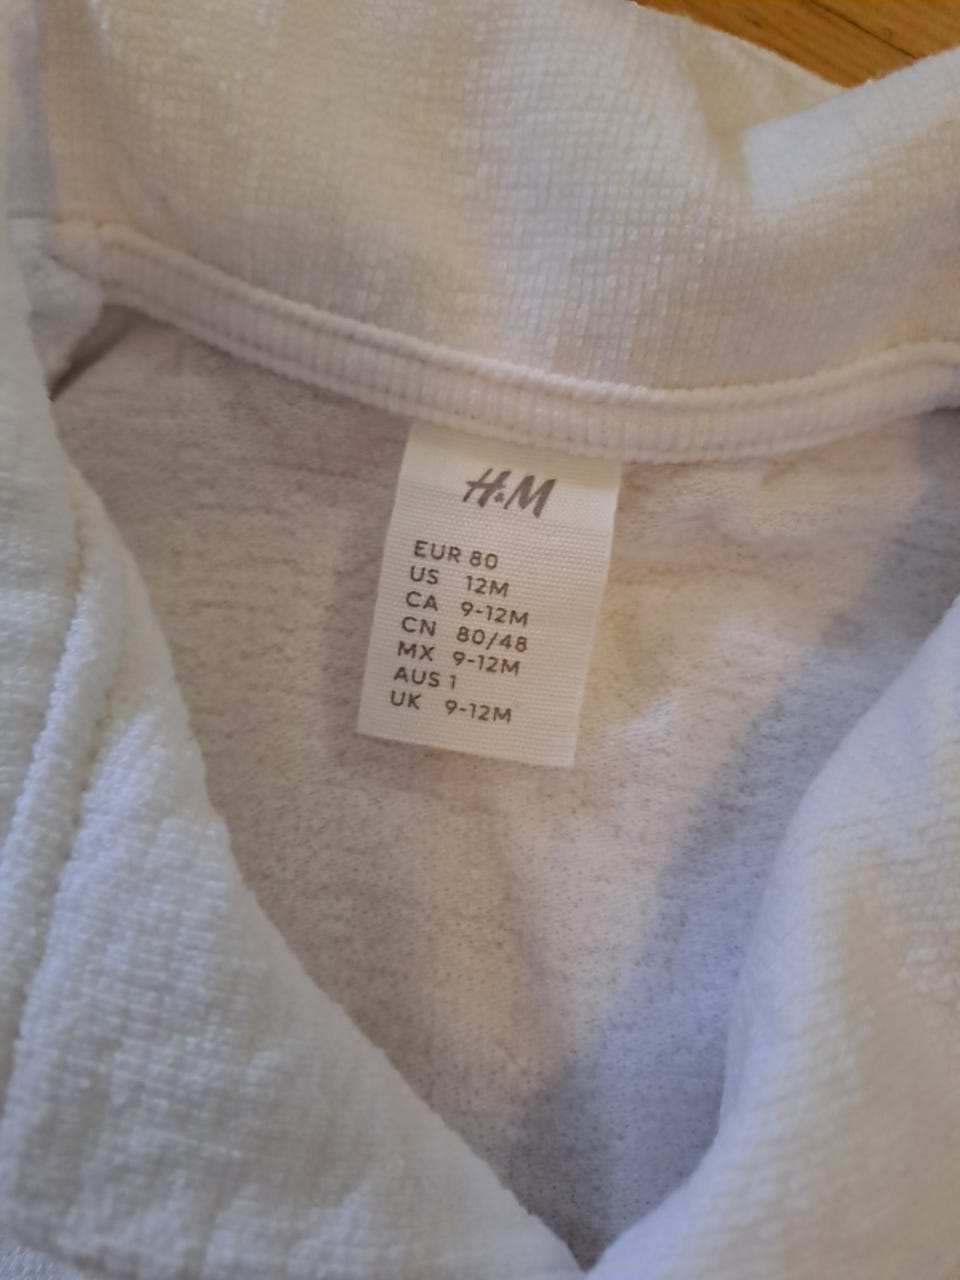 H&M
EUR 80
US 12M
CA 9-12M
CN 80/48
MX 9-12M
AUS 1
UK 9-12M